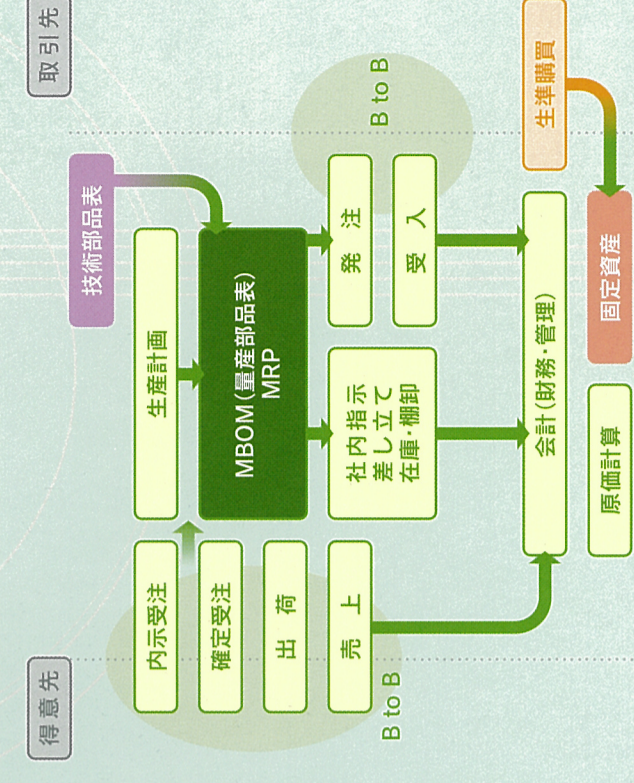 得意先
取引先
技術部品表
内示受注
生産計画
確定受注
MBOM(量産部品表)
MRP
出荷
売上
社内指示
差し立て
在庫・棚卸
発注
受入
B to B
B to B
会計(財務・管理)
生準購買
原価計算
固定資産